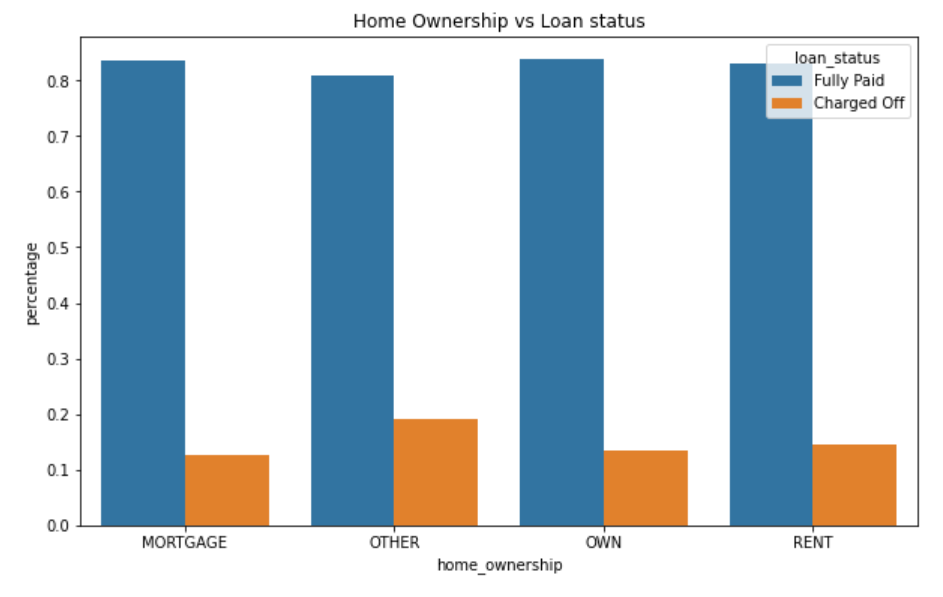 Home Ownership vs Loan status
loan_status
Fully Paid
Charged Off
percentage
0.8
0.7
0.6
0.5
0.4
0.3
0.2
0.1
0.0
MORTGAGE OTHER OWN RENT
home_ownership